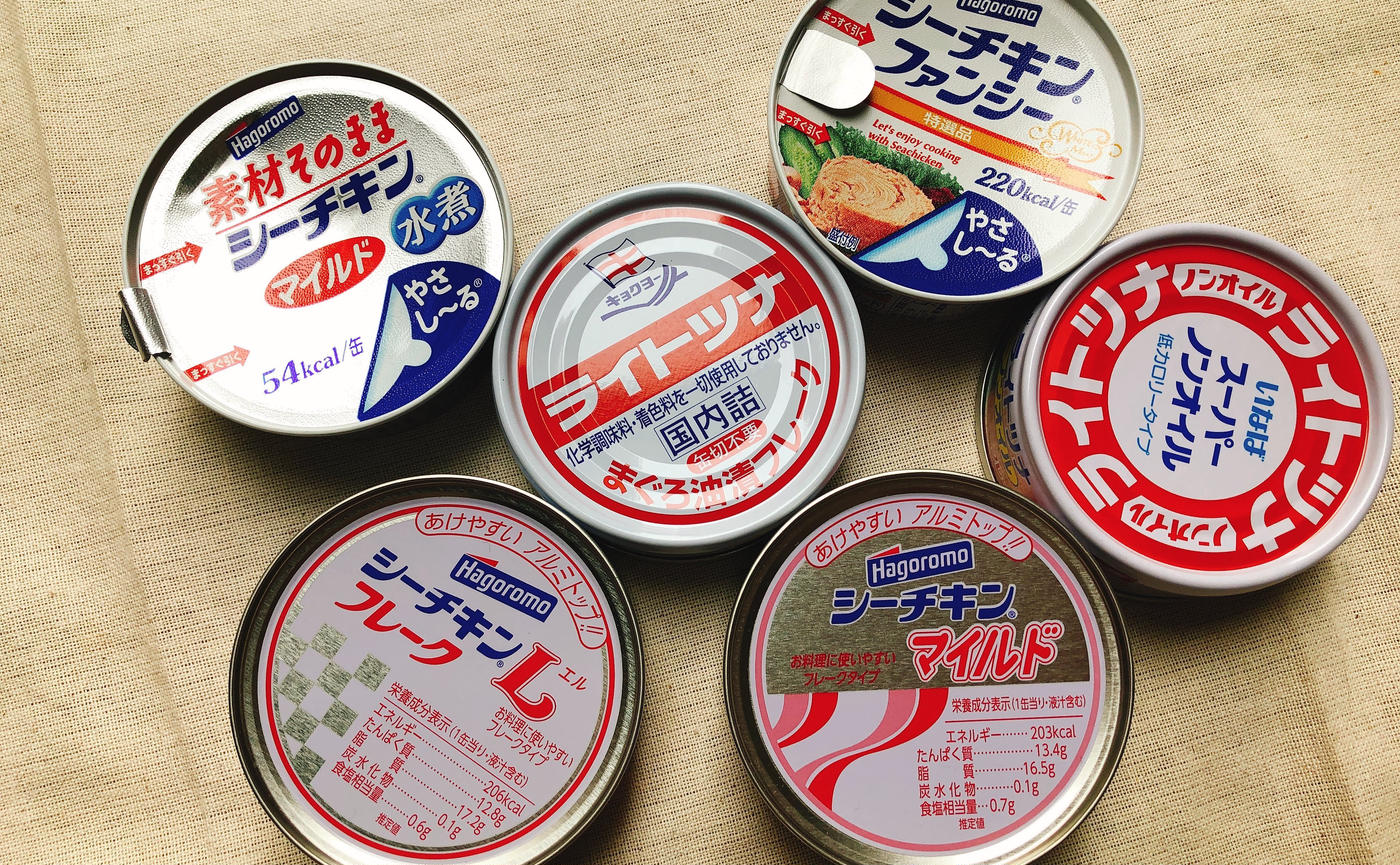 Hagoromo
素材そのまま
シーチキン®
マイルド
水煮
まっすぐ引く
まっすぐ引く
やさ
し〜る®
54kcal/缶
Hagoromo
シーチキン
ファンシー®
まっすぐ引く
まっすぐ引く
特選品
Let's enjoy cooking
with Seachicken.
220kcal/缶
盛付例
やさ
し〜る®
キョクヨー
ライトツナ
化学調味料・着色料を一切使用しておりません。
国内詰
缶切不要
まぐろ油漬フレーク
ライトツナ
ノンオイル
ライトツナ
ノンオイル
いなば
スーパー
ノンオイル
低カロリータイプ
あけやすい アルミトップ!!
Hagoromo
シーチキン®
フレーク
L
エル
お料理に使いやすい
フレークタイプ
栄養成分表示(1缶当り・液汁含む)
エネルギー……206kcal
たんぱく質……12.8g
脂質……17.2g
炭水化物……0.1g
食塩相当量…0.6g
推定値
あけやすい アルミトップ!!
Hagoromo
シーチキン®
マイルド
お料理に使いやすい
フレークタイプ
栄養成分表示(1缶当り・液汁含む)
エネルギー……203kcal
たんぱく質……13.4g
脂質……16.5g
炭水化物……0.1g
食塩相当量…0.7g
推定値